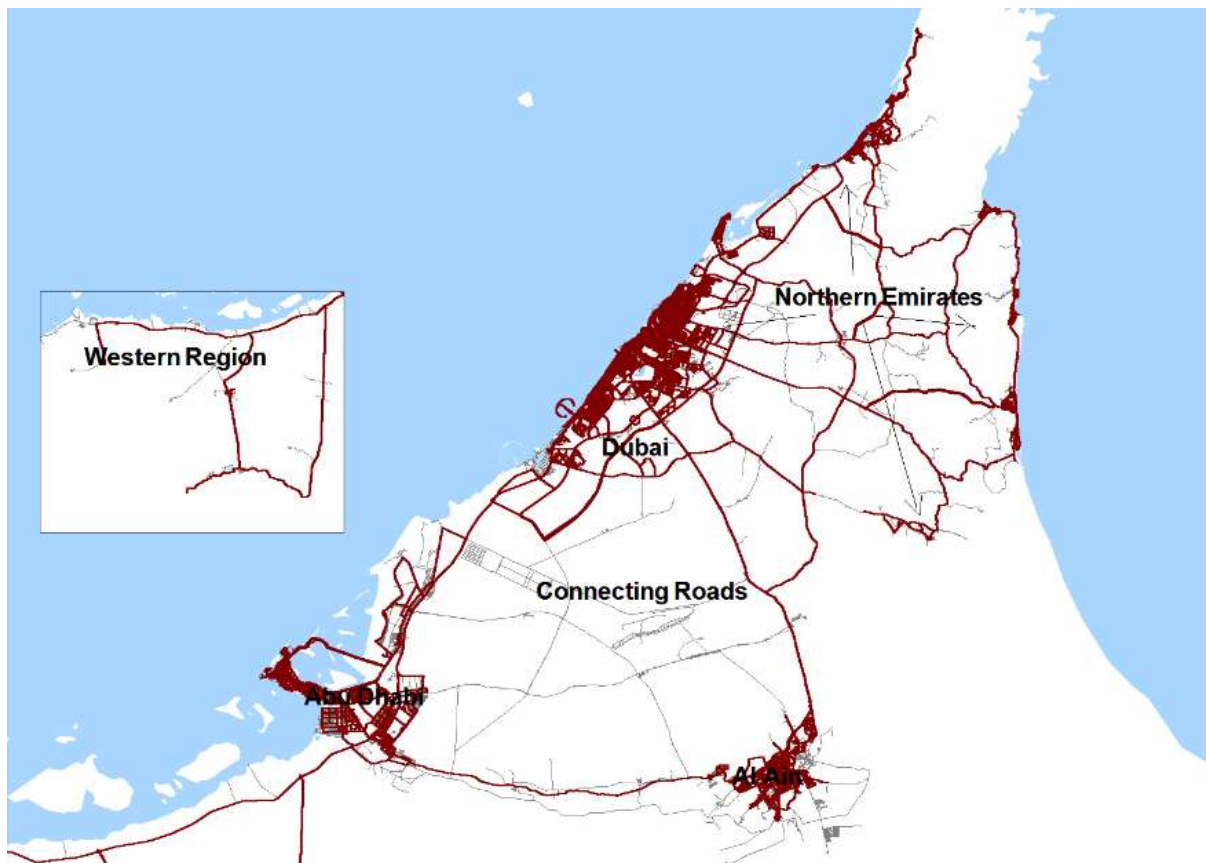 Northern Emirates
Western Region
Dubai
Connecting Roads
Abu Dhabi
Al Ain